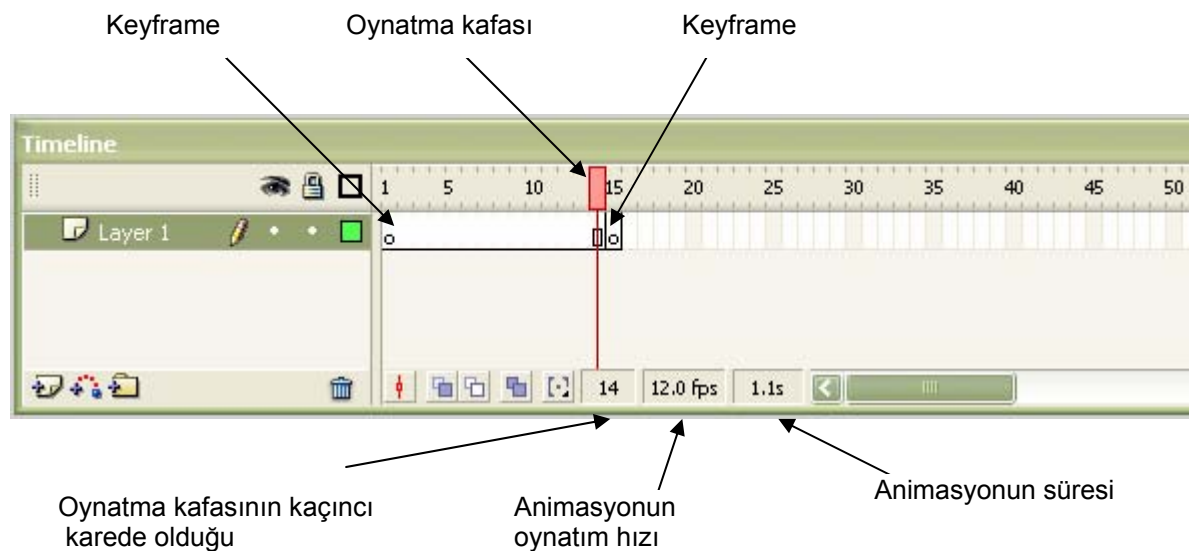 Keyframe Oynatma kafası Keyframe
Timeline
1 5 10 15 20 25 30 35 40 45 50
Layer 1
14 12.0 fps 1.1s
Oynatma kafasının kaçıncı
karede olduğu
Animasyonun
oynatım hızı
Animasyonun süresi